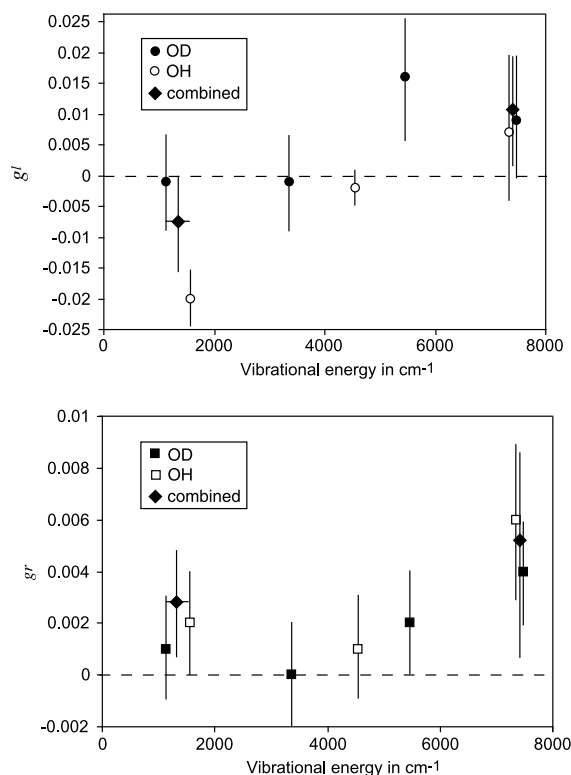 0.025
0.02
0.015
0.01
0.005
0
-0.005
-0.01
-0.015
-0.02
-0.025
g^l
OD
OH
combined
0 2000 4000 6000 8000
Vibrational energy in cm-1
0.01
0.008
0.006
0.004
0.002
0
-0.002
gr
OD
OH
combined
0 2000 4000 6000 8000
Vibrational energy in cm-1